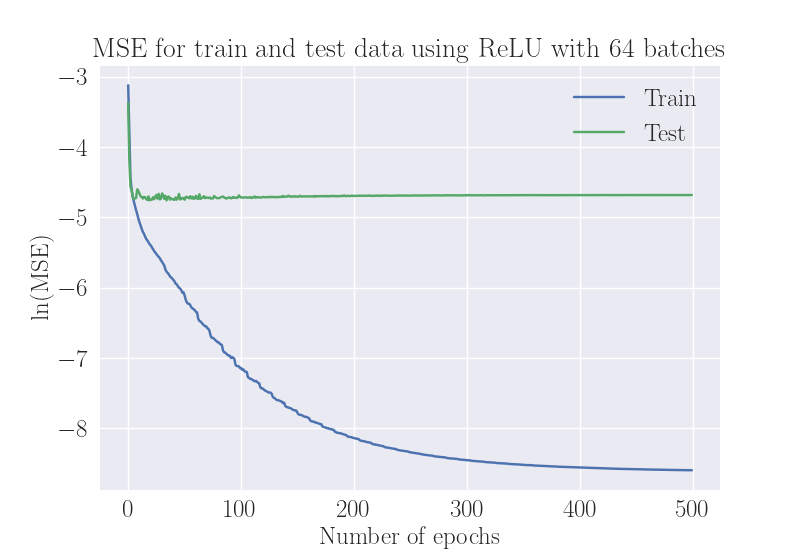 MSE for train and test data using ReLU with 64 batches
−3
−4
−5
−6
−7
−8
ln(MSE)
Train
Test
0
100
200
300
400
500
Number of epochs